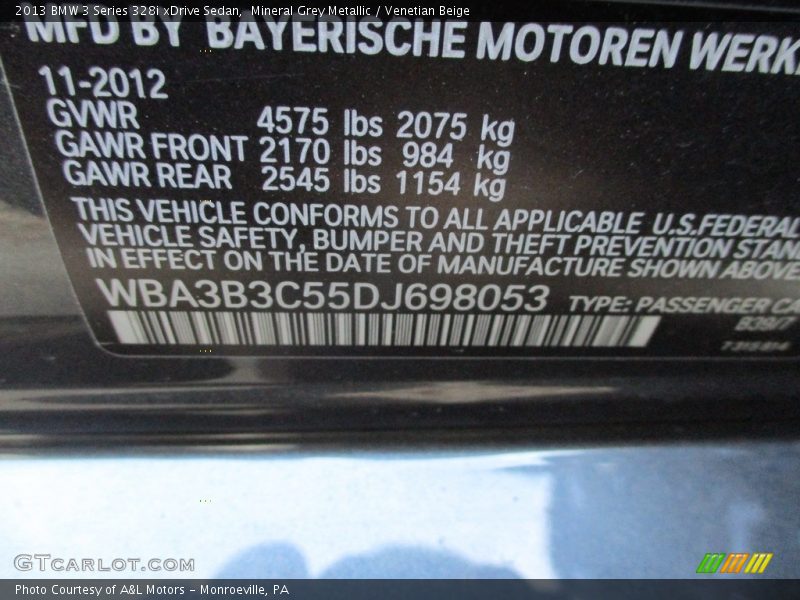 2013 BMW 3 Series 328i xDrive Sedan, Mineral Grey Metallic / Venetian Beige
MFD BY BAYERISCHE MOTOREN WERK
11-2012
GVWR 4575 lbs 2075 kg
GAWR FRONT 2170 lbs 984 kg
GAWR REAR 2545 lbs 1154 kg
THIS VEHICLE CONFORMS TO ALL APPLICABLE U.S.FEDERAL
VEHICLE SAFETY, BUMPER AND THEFT PREVENTION STAN
IN EFFECT ON THE DATE OF MANUFACTURE SHOWN ABOVE
WBA3B3C55DJ698053 TYPE: PASSENGER CA
GTCARLOT.COM
Photo Courtesy of A&L Motors – Monroeville, PA